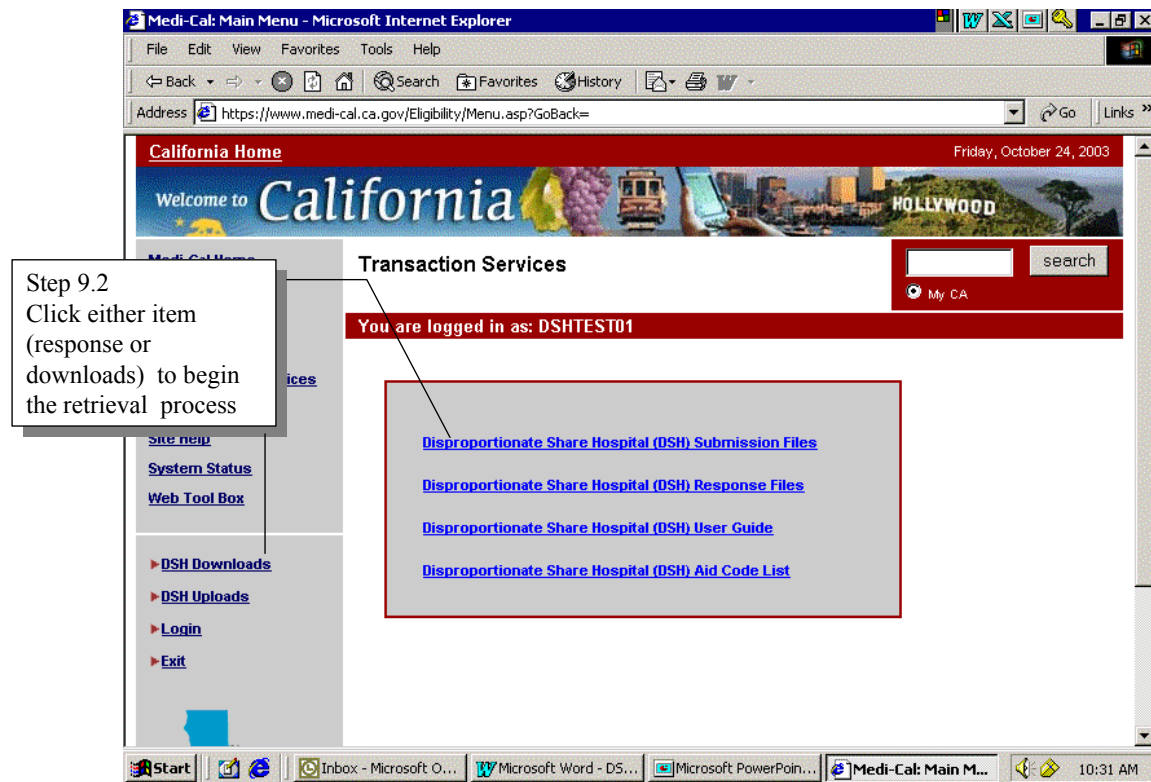 Medi-Cal: Main Menu - Microsoft Internet Explorer
File Edit View Favorites Tools Help
Back Search Favorites History
Address https://www.medi-cal.ca.gov/Eligibility/Menu.asp?GoBack= Go Links »
California Home Friday, October 24, 2003
Welcome to California HOLLYWOOD
Transaction Services search
My CA
You are logged in as: DSHTEST01
Step 9.2
Click either item
(response or
downloads) to begin
the retrieval process
ices
Site Help
System Status
Web Tool Box
DSH Downloads
DSH Uploads
Login
Exit
Disproportionate Share Hospital (DSH) Submission Files
Disproportionate Share Hospital (DSH) Response Files
Disproportionate Share Hospital (DSH) User Guide
Disproportionate Share Hospital (DSH) Aid Code List
Start Inbox - Microsoft O... Microsoft Word - DS... Microsoft PowerPoin... Medi-Cal: Main M... 10:31 AM